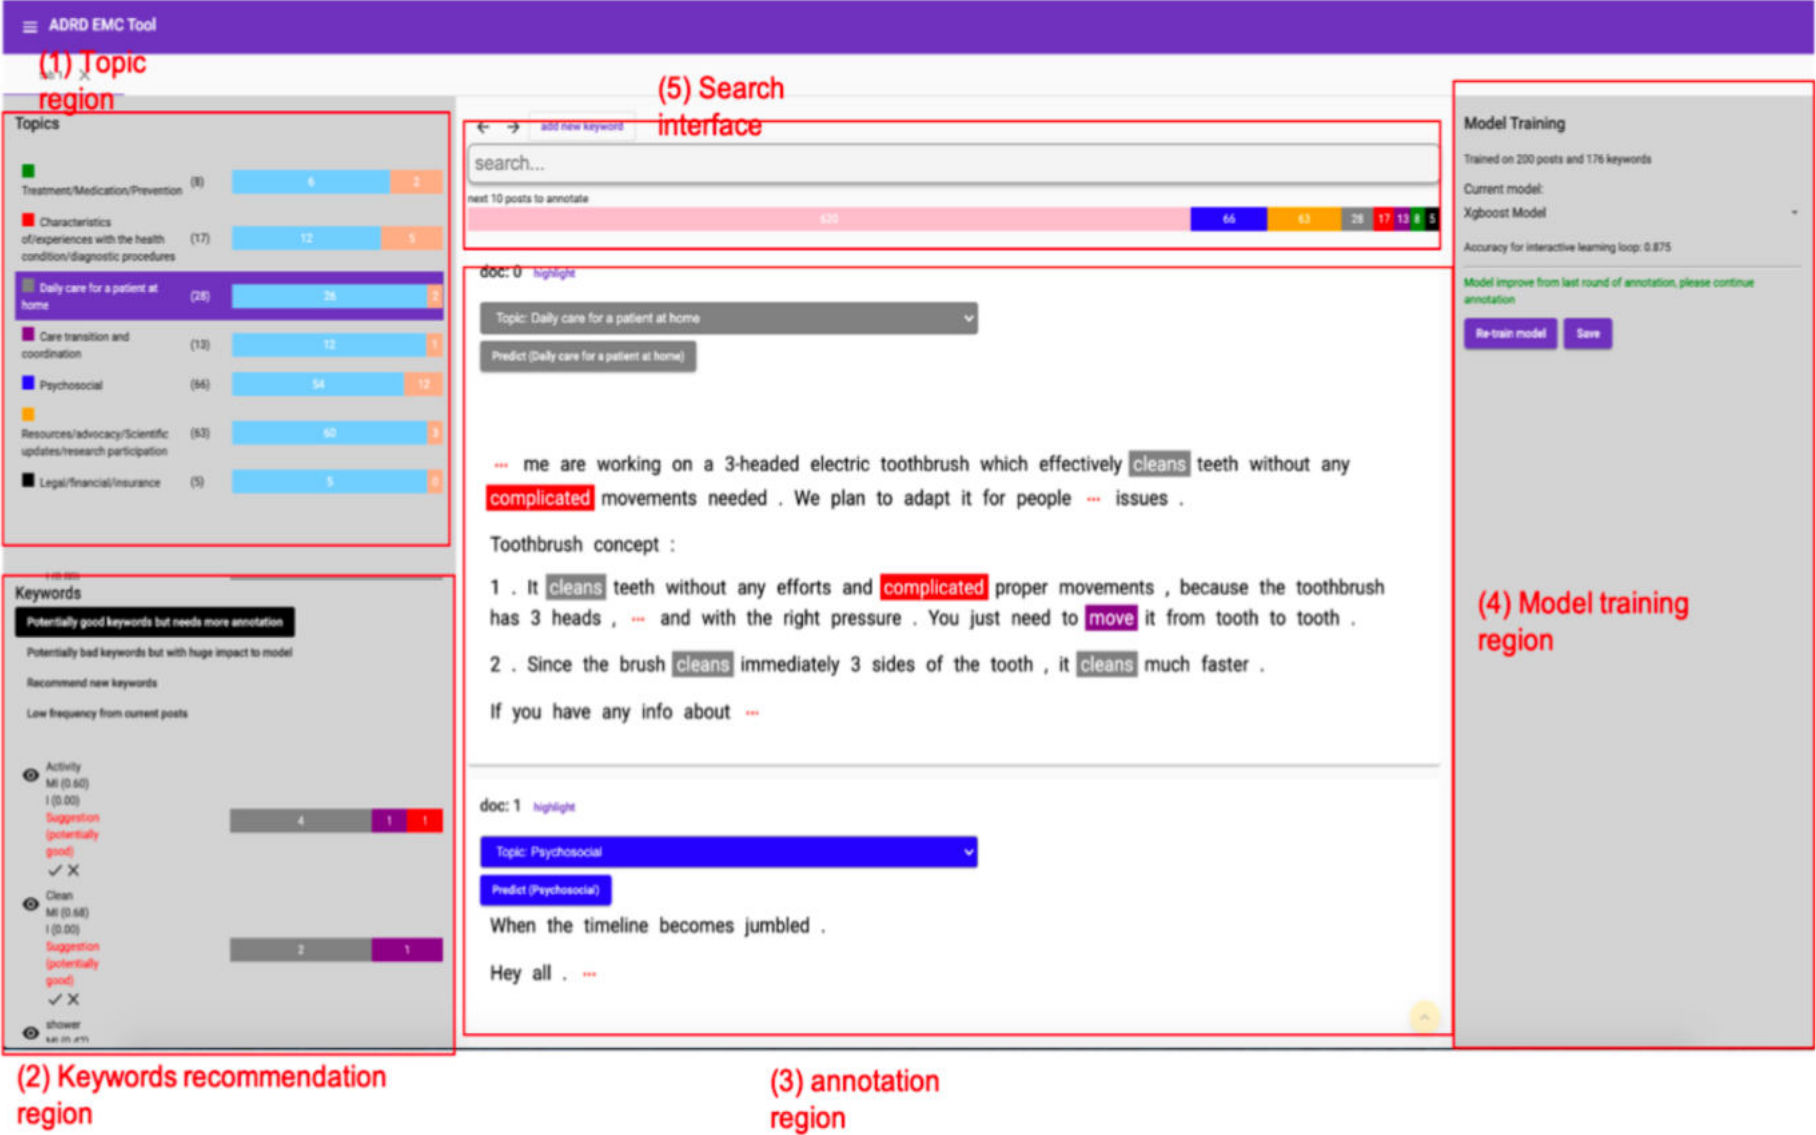 ADRD EMC Tool
(1) Topic
region
tab 1
Topics
Treatment/Medication/Prevention (8) 6 2
Characteristics
of/experiences with the health (17) 12 5
condition/diagnostic procedures
Daily care for a patient at (28) 26 2
home
Care transition and (13) 12 1
coordination
Psychosocial (66) 54 12
Resources/advocacy/Scientific (63) 60 3
updates/research participation
Legal/financial/insurance (5) 5 0
I (0.00)
Keywords
Potentially good keywords but needs more annotation
Potentially bad keywords but with huge impact to model
Recommend new keywords
Low frequency from current posts
Activity
MI (0.60)
I (0.00)
Suggestion 4 1 1
(potentially
good)
Clean
MI (0.68)
I (0.00)
Suggestion 2 1
(potentially
good)
shower
MI (0.47)
(2) Keywords recommendation
region
(5) Search
interface
add new keyword
search...
next 10 posts to annotate
620 66 63 28 17 13 8 5
doc: 0 highlight
Topic: Daily care for a patient at home
Predict (Daily care for a patient at home)
... me are working on a 3-headed electric toothbrush which effectively cleans teeth without any
complicated movements needed . We plan to adapt it for people ... issues .
Toothbrush concept :
1 . It cleans teeth without any efforts and complicated proper movements , because the toothbrush
has 3 heads , ... and with the right pressure . You just need to move it from tooth to tooth .
2 . Since the brush cleans immediately 3 sides of the tooth , it cleans much faster .
If you have any info about ...
doc: 1 highlight
Topic: Psychosocial
Predict (Psychosocial)
When the timeline becomes jumbled .
Hey all . ...
(3) annotation
region
Model Training
Trained on 200 posts and 176 keywords
Current model:
Xgboost Model
Accuracy for interactive learning loop: 0.875
Model improve from last round of annotation, please continue
annotation
Re-train model Save
(4) Model training
region